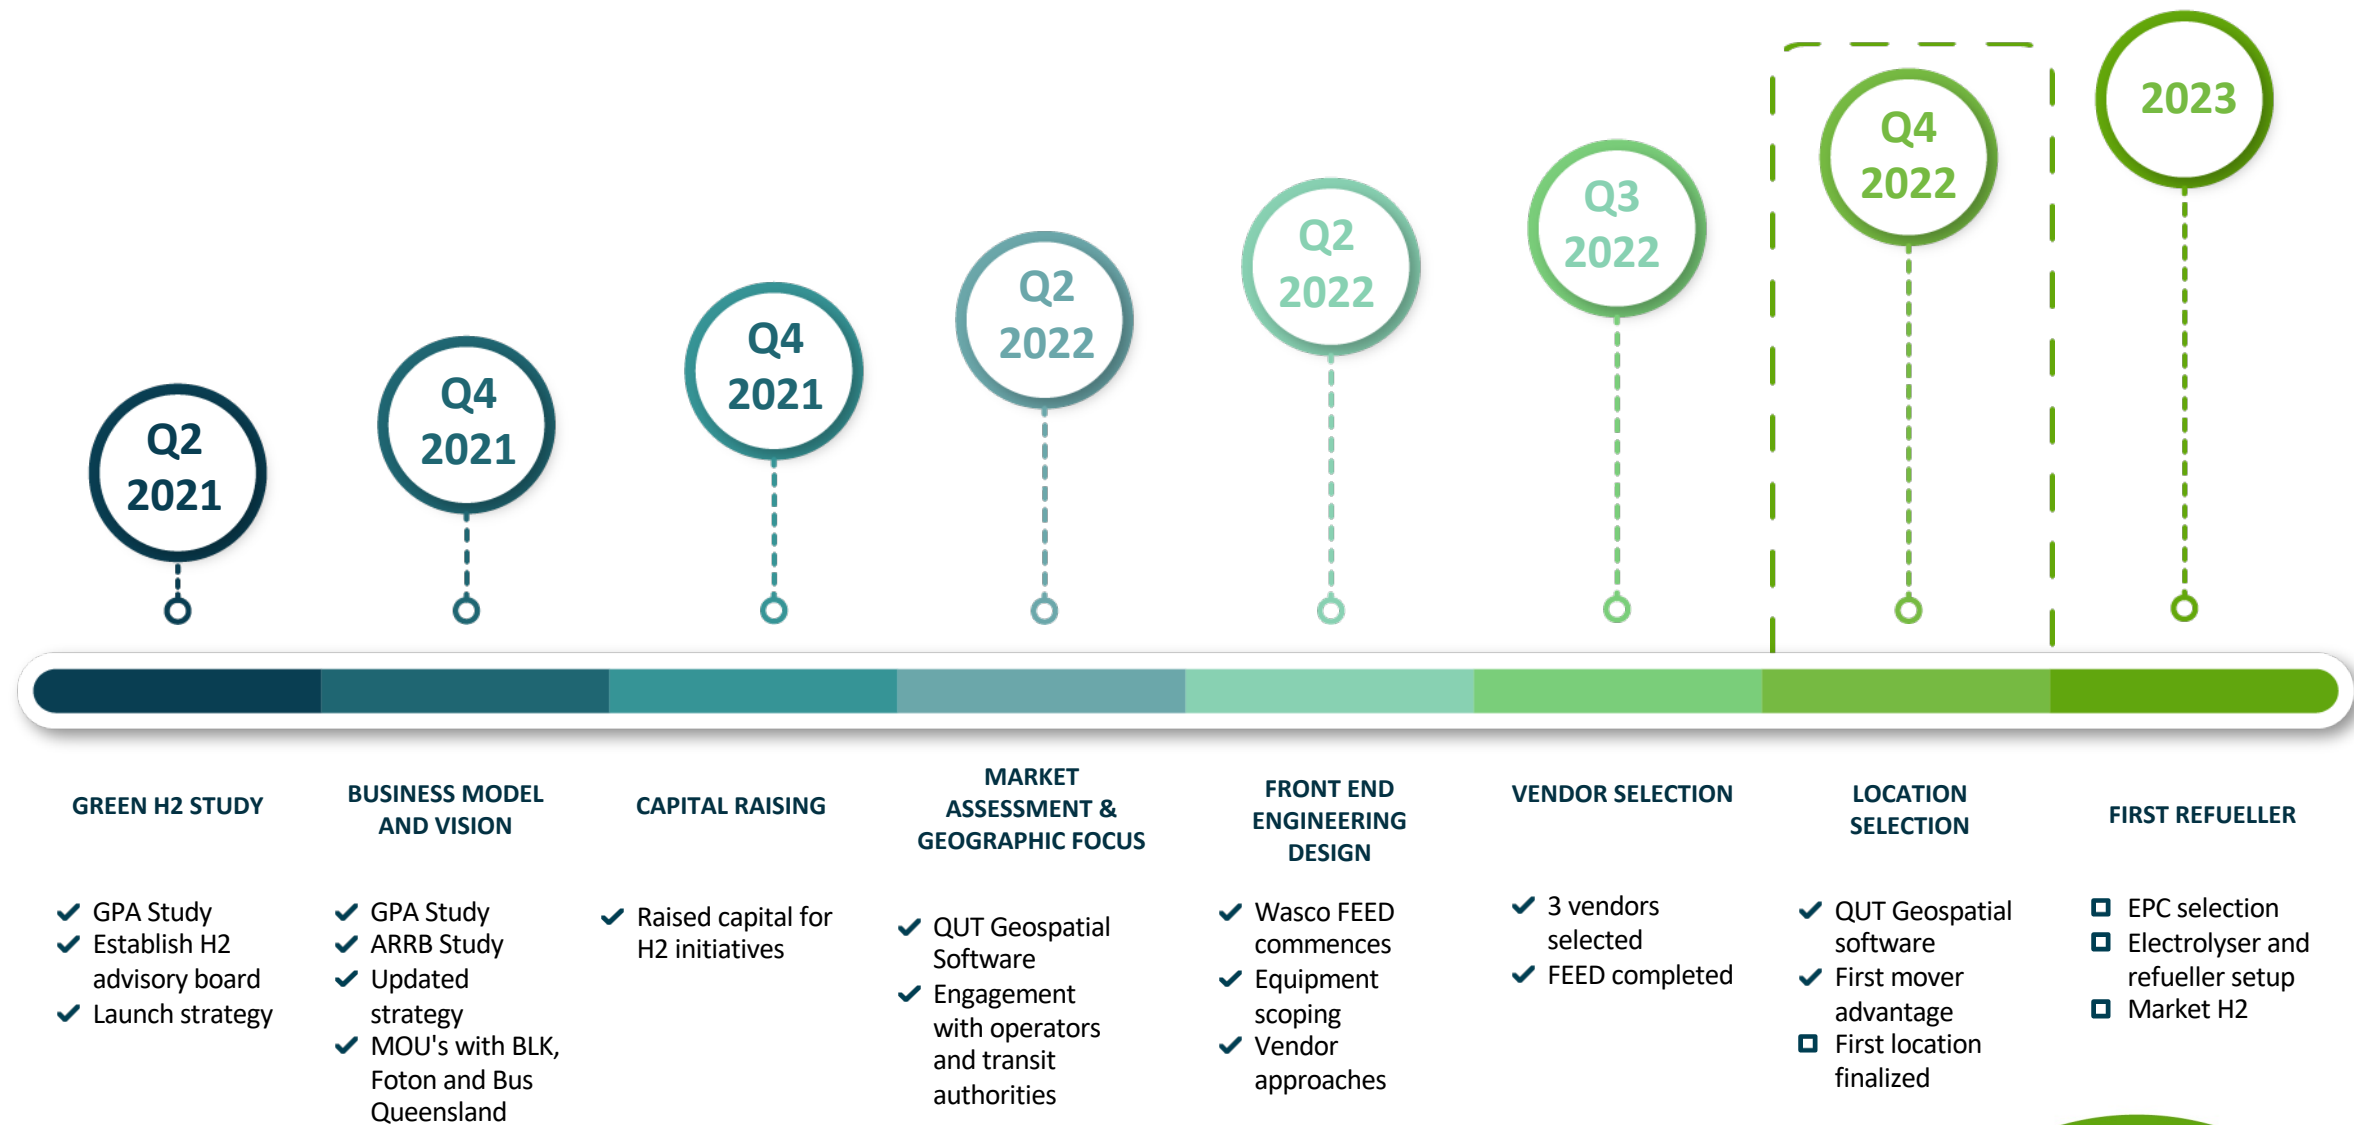 Q2
2021
Q4
2021
Q4
2021
Q2
2022
Q2
2022
Q3
2022
Q4
2022
2023
GREEN H2 STUDY
GPA Study
Establish H2
advisory board
Launch strategy
BUSINESS MODEL
AND VISION
GPA Study
ARRB Study
Updated
strategy
MOU's with BLK,
Foton and Bus
Queensland
CAPITAL RAISING
Raised capital for
H2 initiatives
MARKET
ASSESSMENT &
GEOGRAPHIC FOCUS
QUT Geospatial
Software
Engagement
with operators
and transit
authorities
FRONT END
ENGINEERING
DESIGN
Wasco FEED
commences
Equipment
scoping
Vendor
approaches
VENDOR SELECTION
3 vendors
selected
FEED completed
LOCATION
SELECTION
QUT Geospatial
software
First mover
advantage
First location
finalized
FIRST REFUELLER
EPC selection
Electrolyser and
refueller setup
Market H2